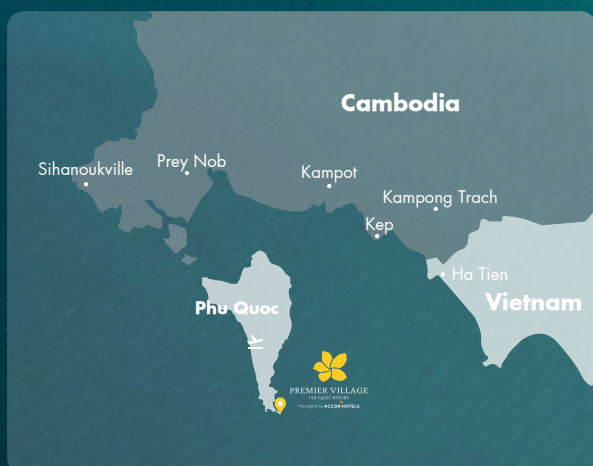 Cambodia
Sihanoukville
Prey Nob
Kampot
Kampong Trach
Kep
Ha Tien
Vietnam
Phu Quoc
PREMIER VILLAGE
PHU QUOC RESORT
Managed by ACCORHOTELS